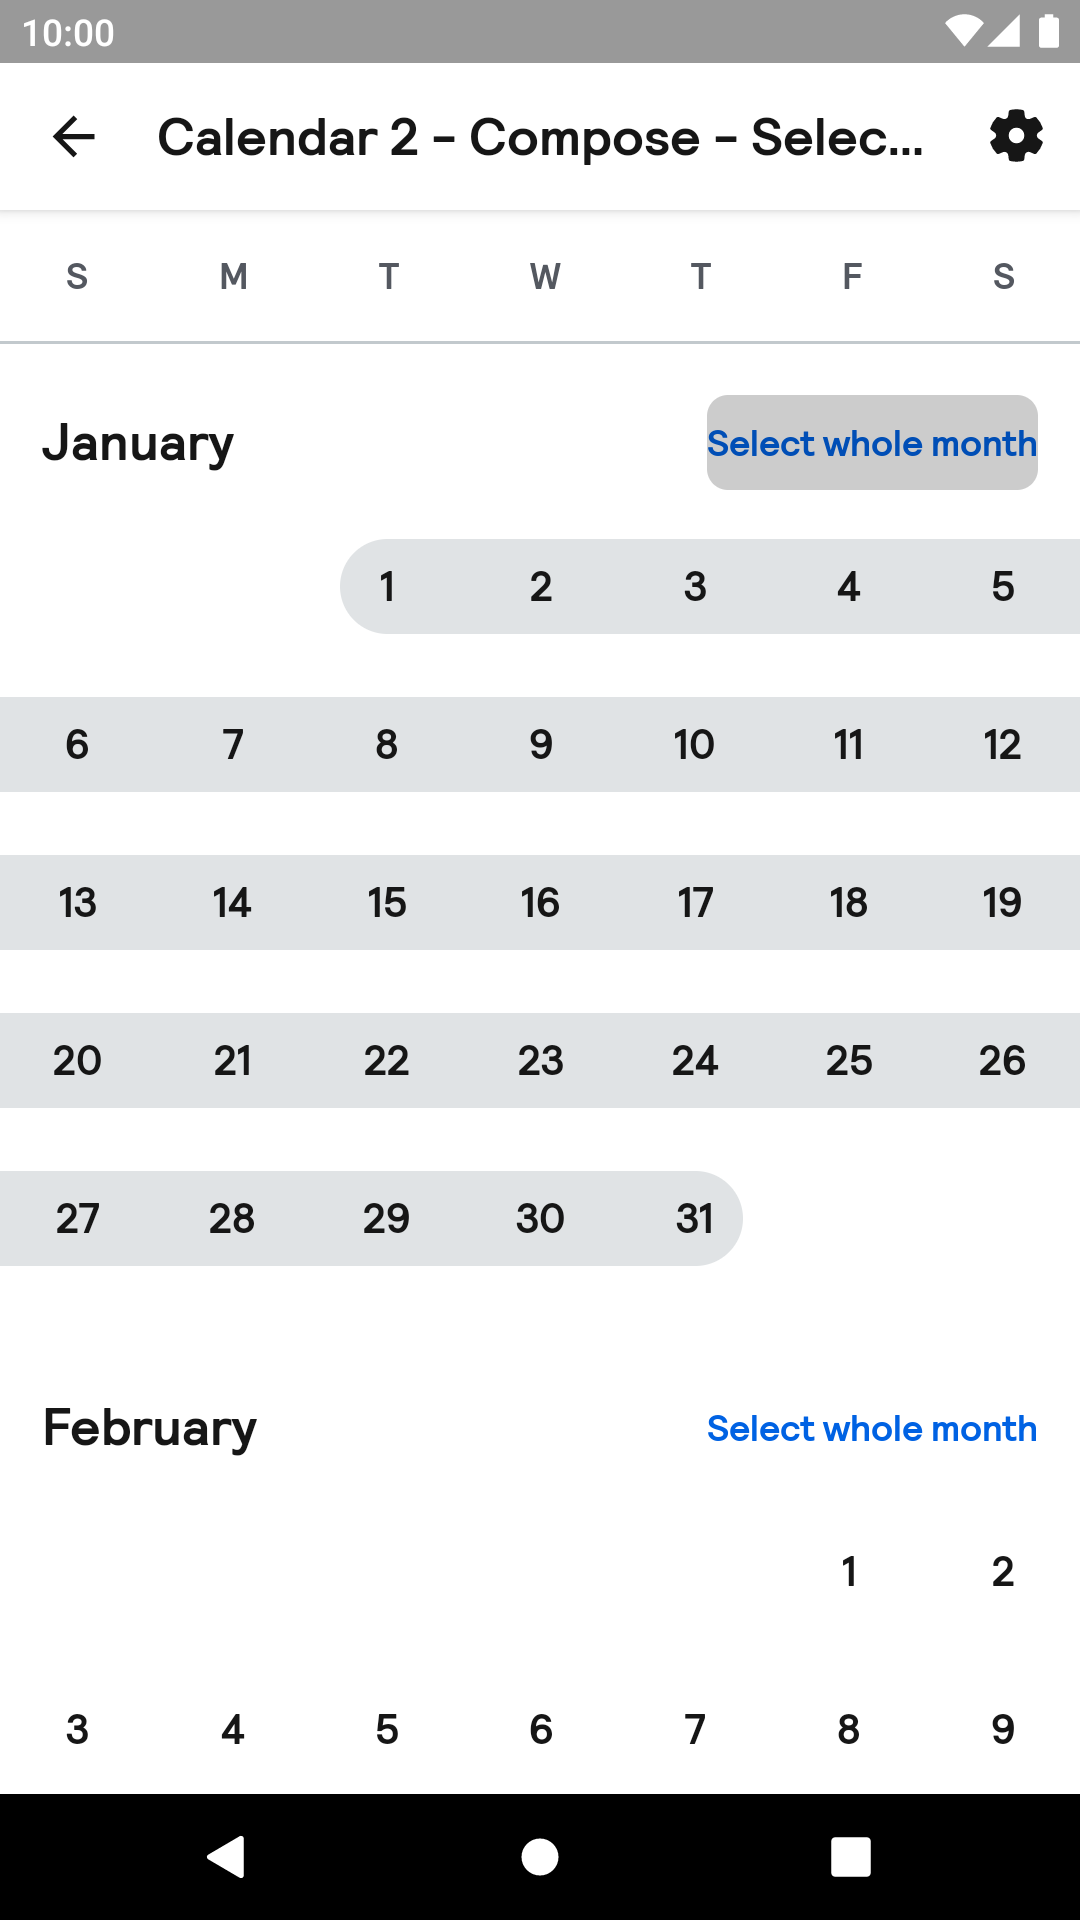 10:00
Calendar 2 - Compose - Selec...
S M T W T F S
January Select whole month
1 2 3 4 5
6 7 8 9 10 11 12
13 14 15 16 17 18 19
20 21 22 23 24 25 26
27 28 29 30 31
February Select whole month
1 2
3 4 5 6 7 8 9